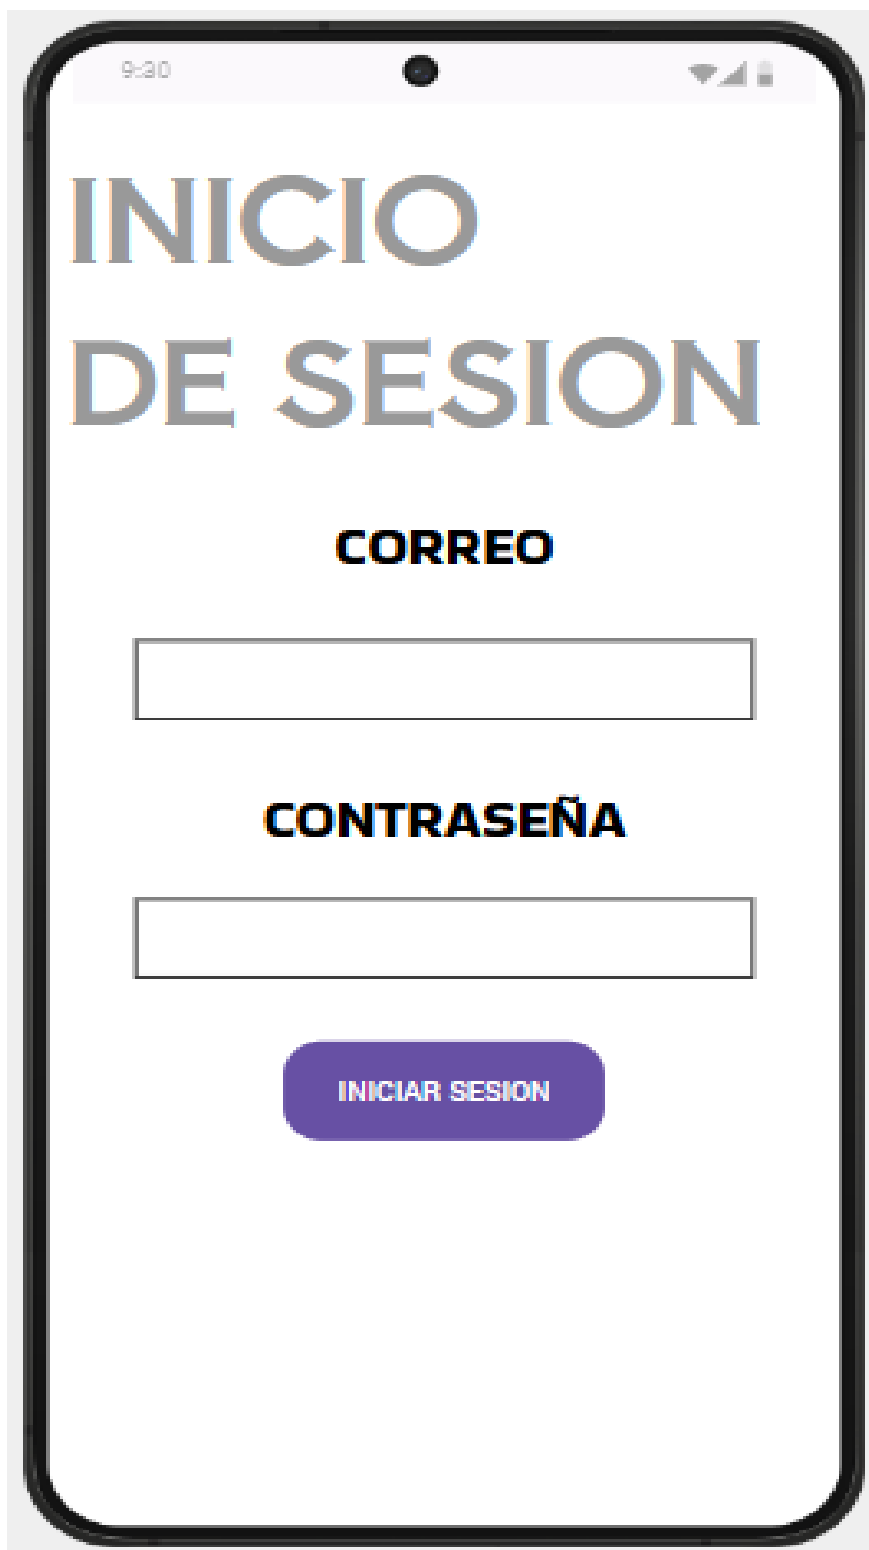 9:30
INICIO
DE SESION
CORREO
CONTRASEÑA
INICIAR SESION